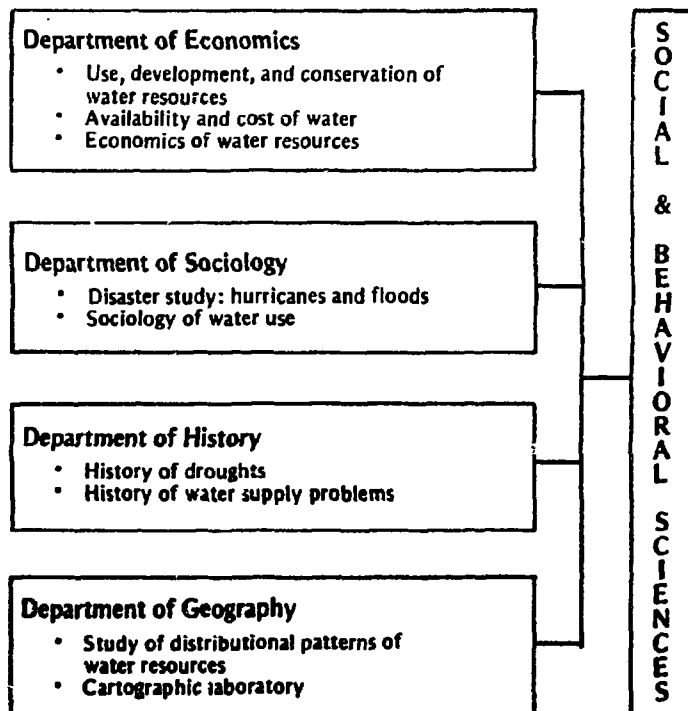 Department of Economics
• Use, development, and conservation of
water resources
• Availability and cost of water
• Economics of water resources
Department of Sociology
• Disaster study: hurricanes and floods
• Sociology of water use
Department of History
• History of droughts
• History of water supply problems
Department of Geography
• Study of distributional patterns of
water resources
• Cartographic laboratory
SOCIAL & BEHAVIORAL SCIENCES